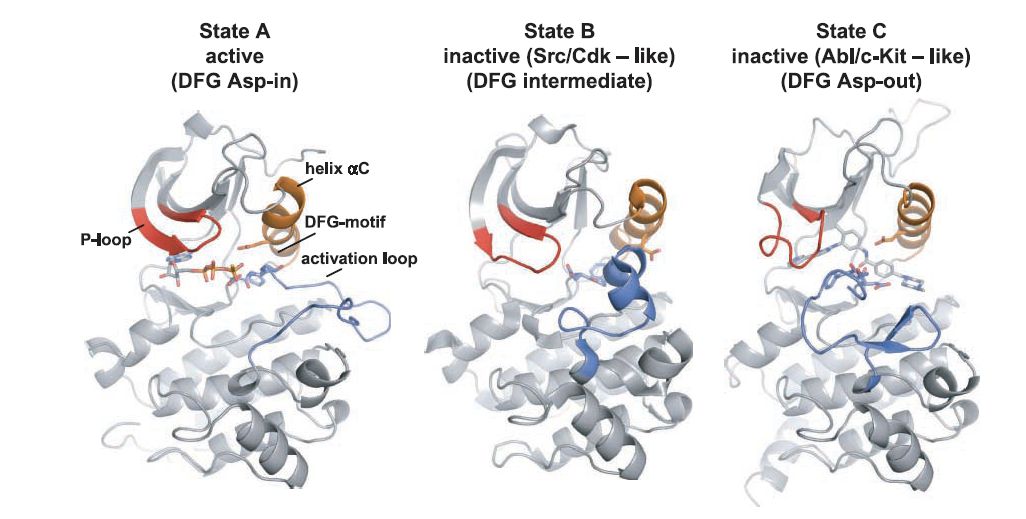 State A
active
(DFG Asp-in)
State B
inactive (Src/Cdk – like)
(DFG intermediate)
State C
inactive (Abl/c-Kit – like)
(DFG Asp-out)
helix αC
DFG-motif
P-loop
activation loop